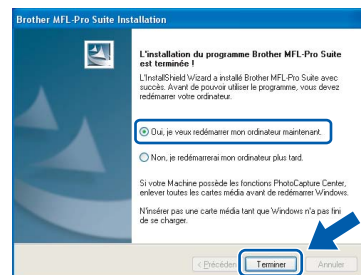 Brother MFL-Pro Suite Installation
L'installation du programme Brother MFL-Pro Suite
est terminée !
L'InstallShield Wizard a installé Brother MFL-Pro Suite avec
succès. Avant de pouvoir utiliser le programme, vous devez
redémarrer votre ordinateur.
Oui, je veux redémarrer mon ordinateur maintenant.
Non, je redémarrerai mon ordinateur plus tard.
Si votre Machine possède les fonctions PhotoCapture Center,
enlever toutes les cartes média avant de redémarrer Windows.
N'insérer pas une carte média tant que Windows n'a pas fini
de se charger.
< Précéden Terminer Annuler